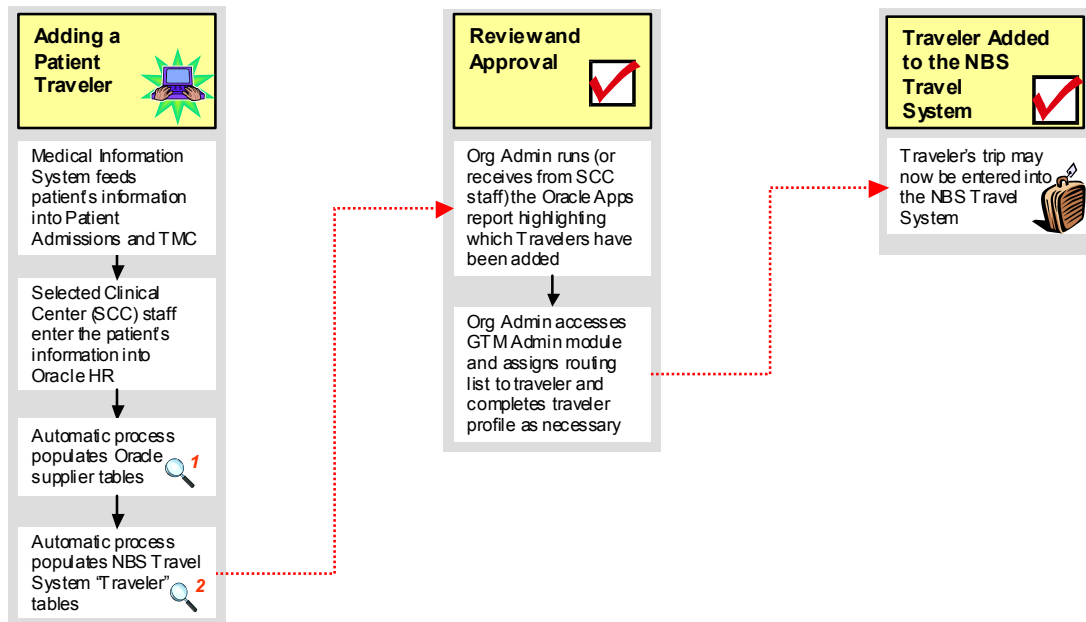 Adding a
Patient
Traveler
Medical Information
System feeds
patient's information
into Patient
Admissions and TMC
Selected Clinical
Center (SCC) staff
enter the patient's
information into
Oracle HR
Automatic process
populates Oracle
supplier tables
1
Automatic process
populates NBS Travel
System "Traveler"
tables
2
Review and
Approval
Org Admin runs (or
receives from SCC
staff) the Oracle Apps
report highlighting
which Travelers have
been added
Org Admin accesses
GTM Admin module
and assigns routing
list to traveler and
completes traveler
profile as necessary
Traveler Added
to the NBS
Travel
System
Traveler's trip may
now be entered into
the NBS Travel
System